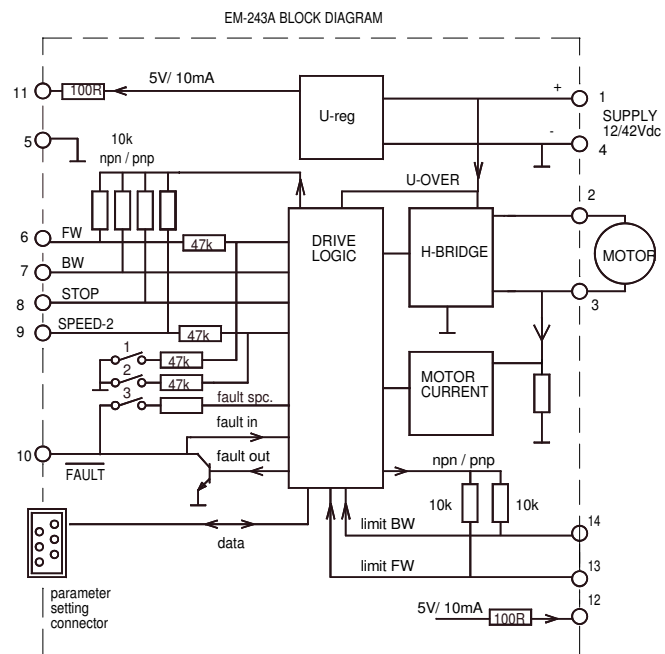 EM-243A BLOCK DIAGRAM
11
100R
5V/ 10mA
U-reg
+
1
SUPPLY
12/42Vdc
5
-
4
10k
npn / pnp
U-OVER
2
6
FW
47k
DRIVE
LOGIC
H-BRIDGE
MOTOR
7
BW
8
STOP
3
9
SPEED-2
47k
1
47k
2
47k
3
fault spc.
MOTOR
CURRENT
fault in
10
FAULT
fault out
npn / pnp
10k
10k
limit BW
14
data
limit FW
13
parameter
setting
connector
5V/ 10mA
100R
12